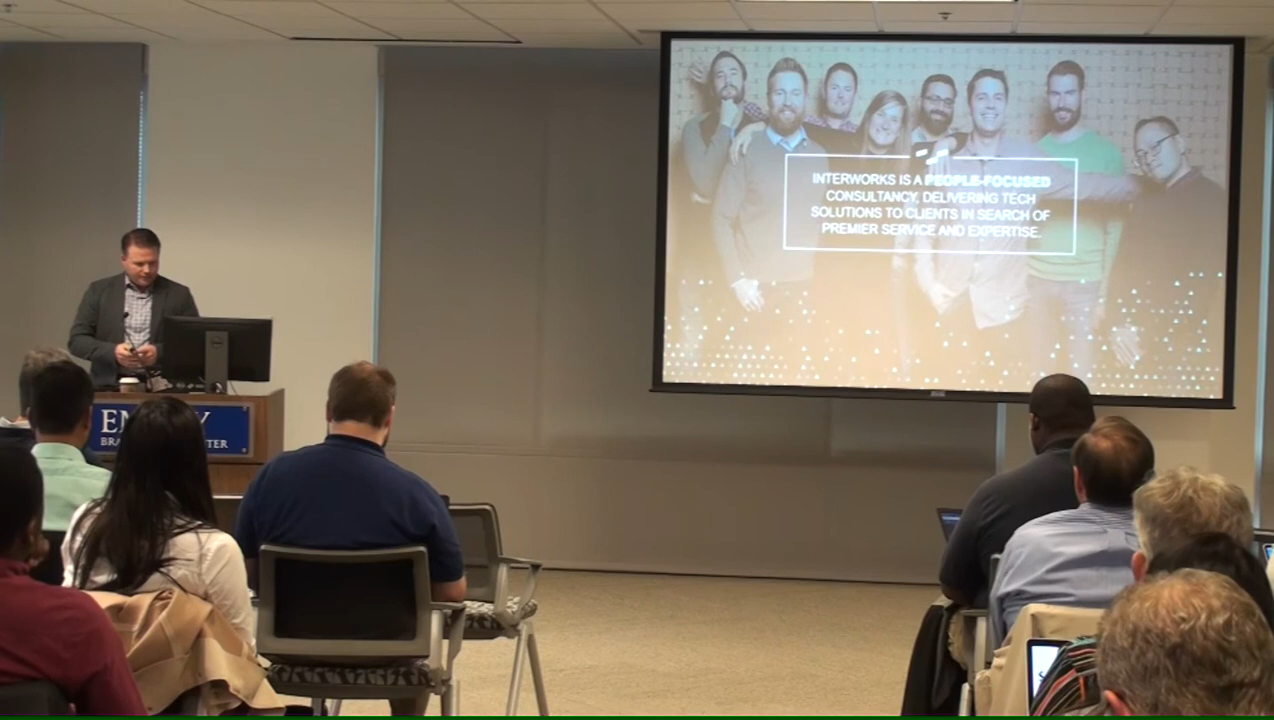 INTERWORKS IS A PEOPLE-FOCUSED
CONSULTANCY, DELIVERING TECH
SOLUTIONS TO CLIENTS IN SEARCH OF
PREMIER SERVICE AND EXPERTISE.